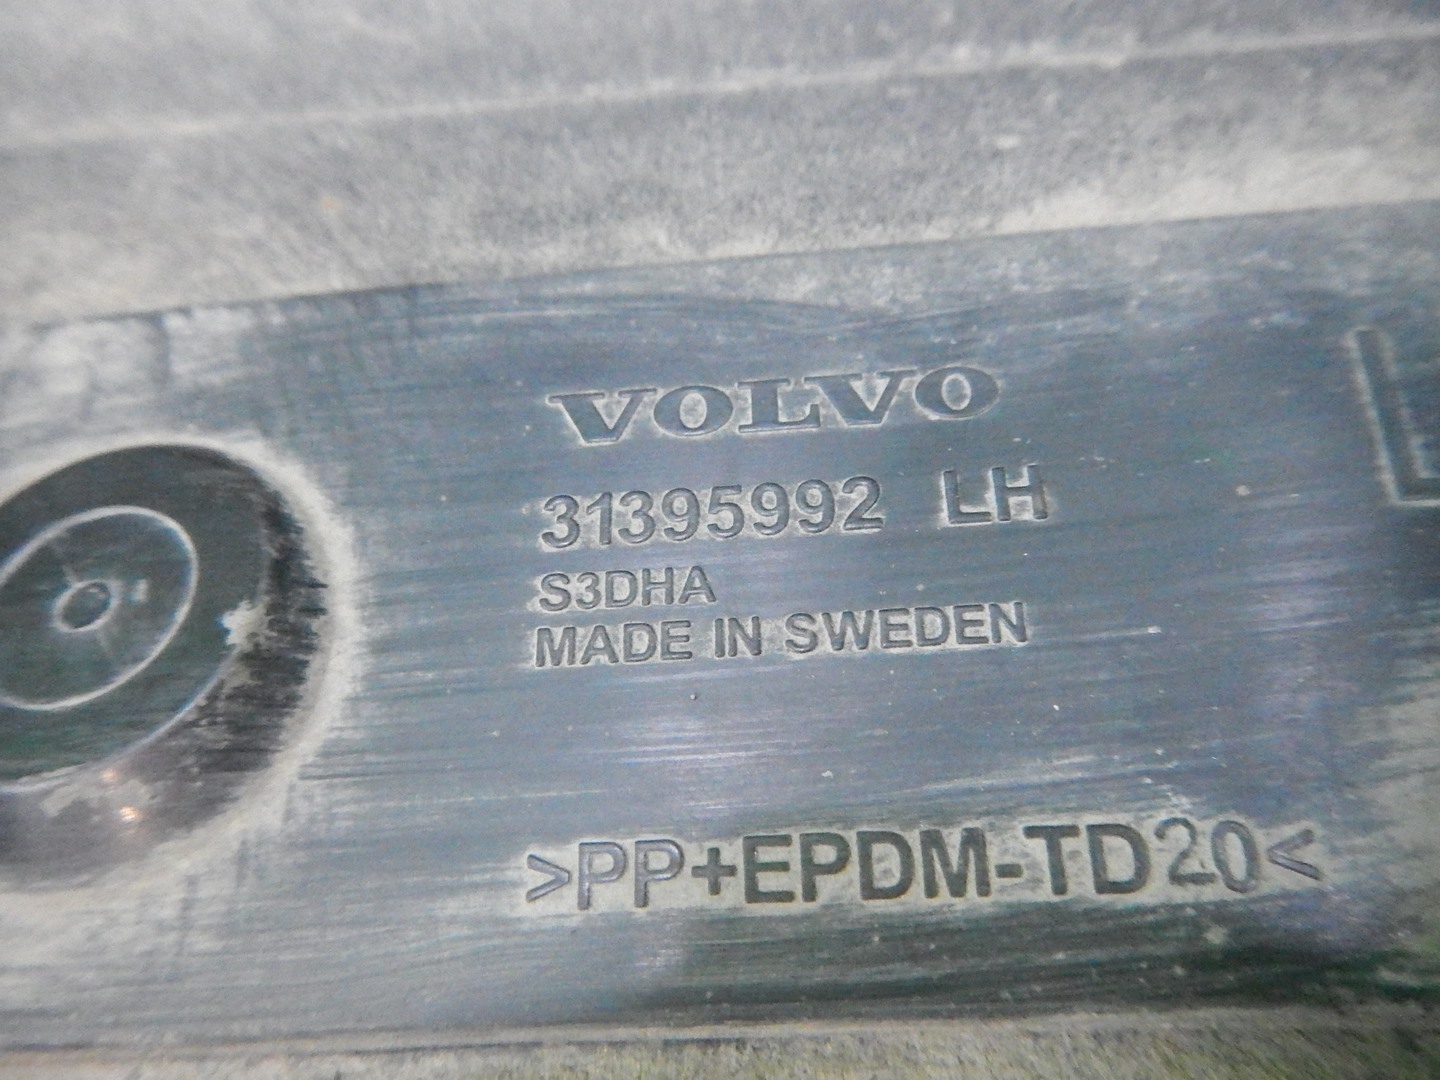 VOLVO
31395992 LH
L
S3DHA
MADE IN SWEDEN
>PP+EPDM-TD20<